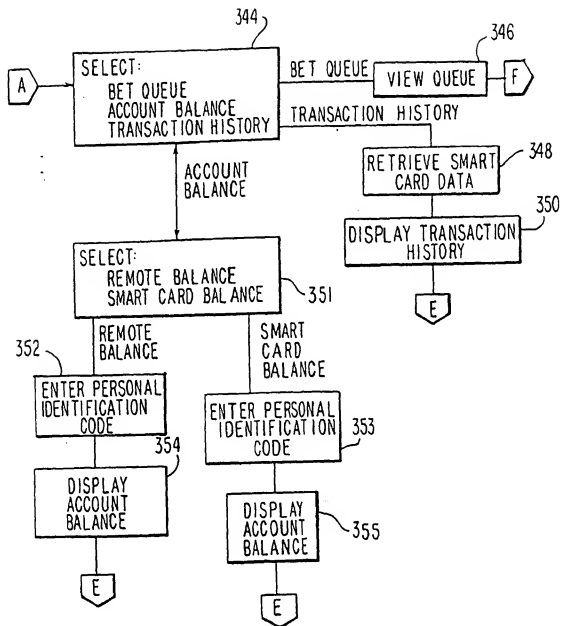 344
346
A
SELECT:
BET QUEUE
ACCOUNT BALANCE
TRANSACTION HISTORY
BET QUEUE
VIEW QUEUE
F
TRANSACTION HISTORY
348
RETRIEVE SMART
CARD DATA
350
DISPLAY TRANSACTION
HISTORY
E
ACCOUNT
BALANCE
SELECT:
REMOTE BALANCE
SMART CARD BALANCE
351
REMOTE
BALANCE
SMART
CARD
BALANCE
352
ENTER PERSONAL
IDENTIFICATION
CODE
353
ENTER PERSONAL
IDENTIFICATION
CODE
354
DISPLAY
ACCOUNT
BALANCE
DISPLAY
ACCOUNT
BALANCE
355
E
E